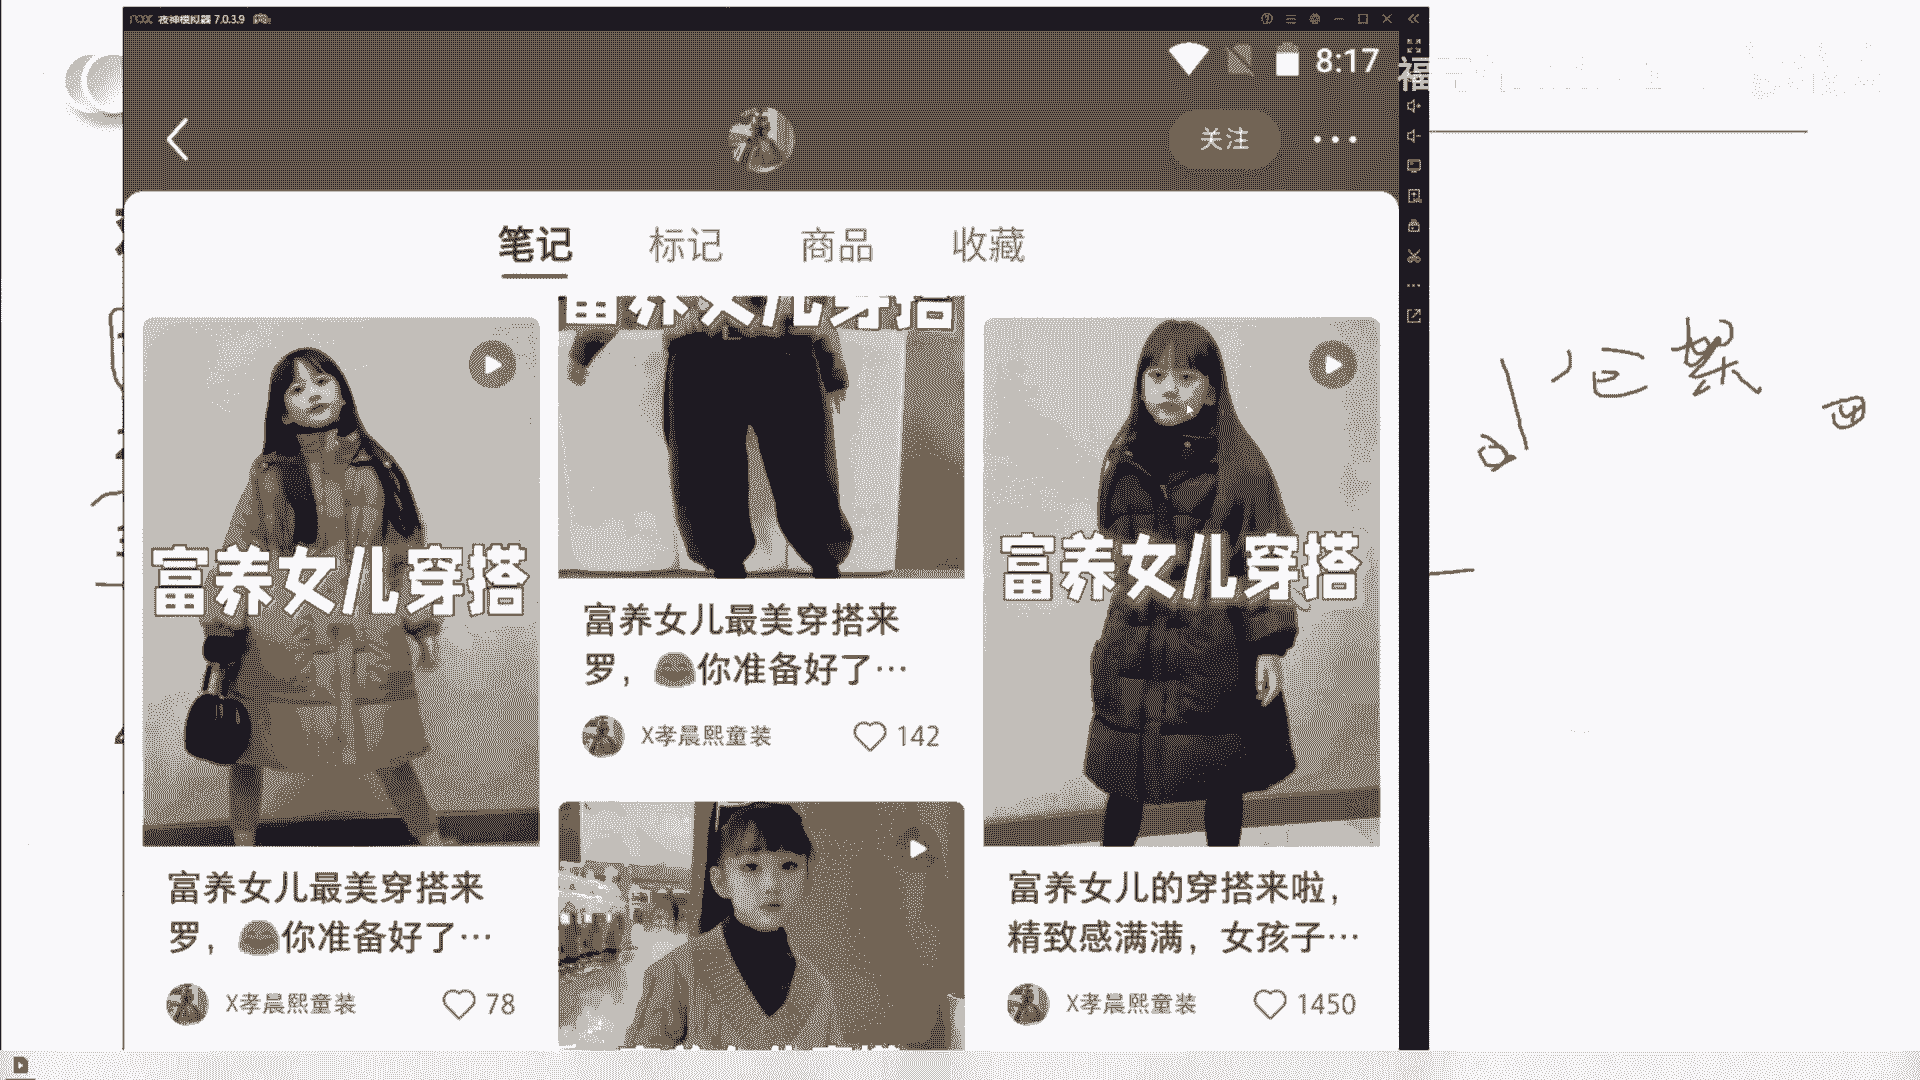 夜神模拟器 7.0.3.9
8:17
福
关注
笔记
标记
商品
收藏
富养女儿穿搭
富养女儿最美穿搭来
罗，你准备好了…
X孝晨熙童装
78
富养女儿穿搭
富养女儿最美穿搭来
罗，你准备好了…
X孝晨熙童装
142
富养女儿穿搭
富养女儿的穿搭来啦，
精致感满满，女孩子…
X孝晨熙童装
1450